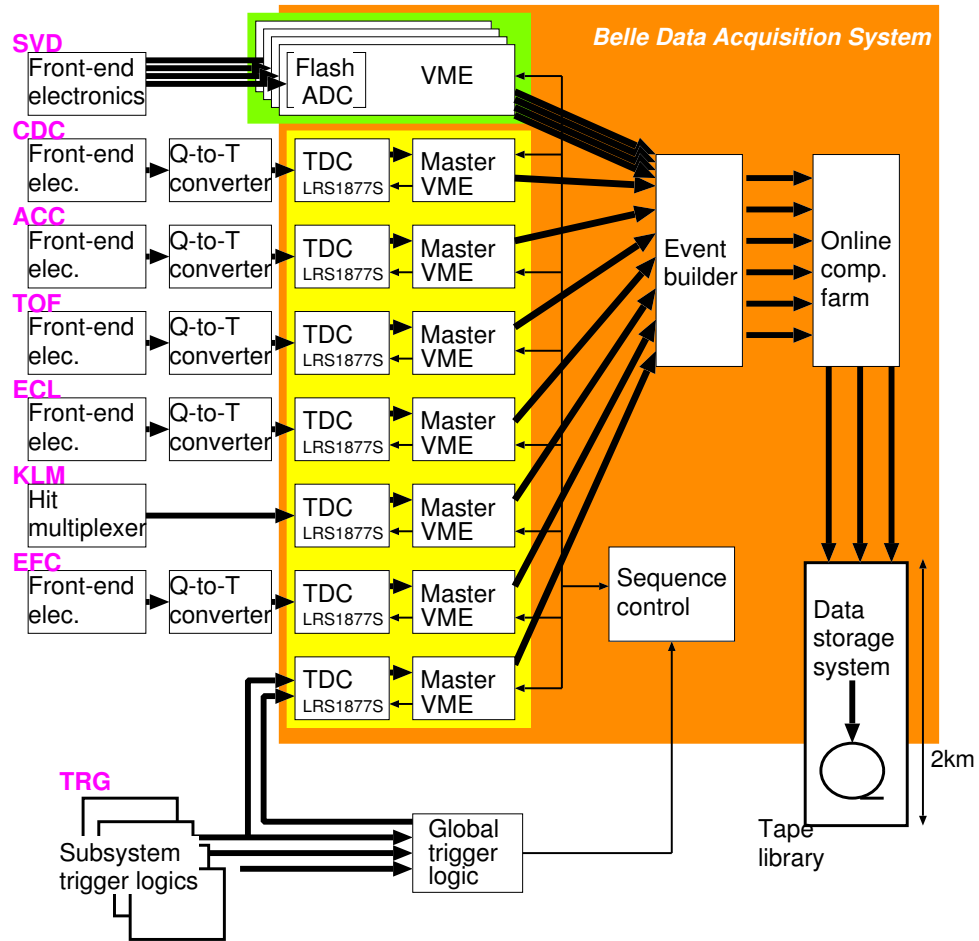 Belle Data Acquisition System
SVD
Front-end
electronics
Flash
ADC
VME
CDC
Front-end
elec.
Q-to-T
converter
TDC
LRS1877S
Master
VME
ACC
Front-end
elec.
Q-to-T
converter
TDC
LRS1877S
Master
VME
TOF
Front-end
elec.
Q-to-T
converter
TDC
LRS1877S
Master
VME
ECL
Front-end
elec.
Q-to-T
converter
TDC
LRS1877S
Master
VME
KLM
Hit
multiplexer
TDC
LRS1877S
Master
VME
EFC
Front-end
elec.
Q-to-T
converter
TDC
LRS1877S
Master
VME
TDC
LRS1877S
Master
VME
Event
builder
Online
comp.
farm
Sequence
control
Data
storage
system
2km
Tape
library
TRG
Subsystem
trigger logics
Global
trigger
logic